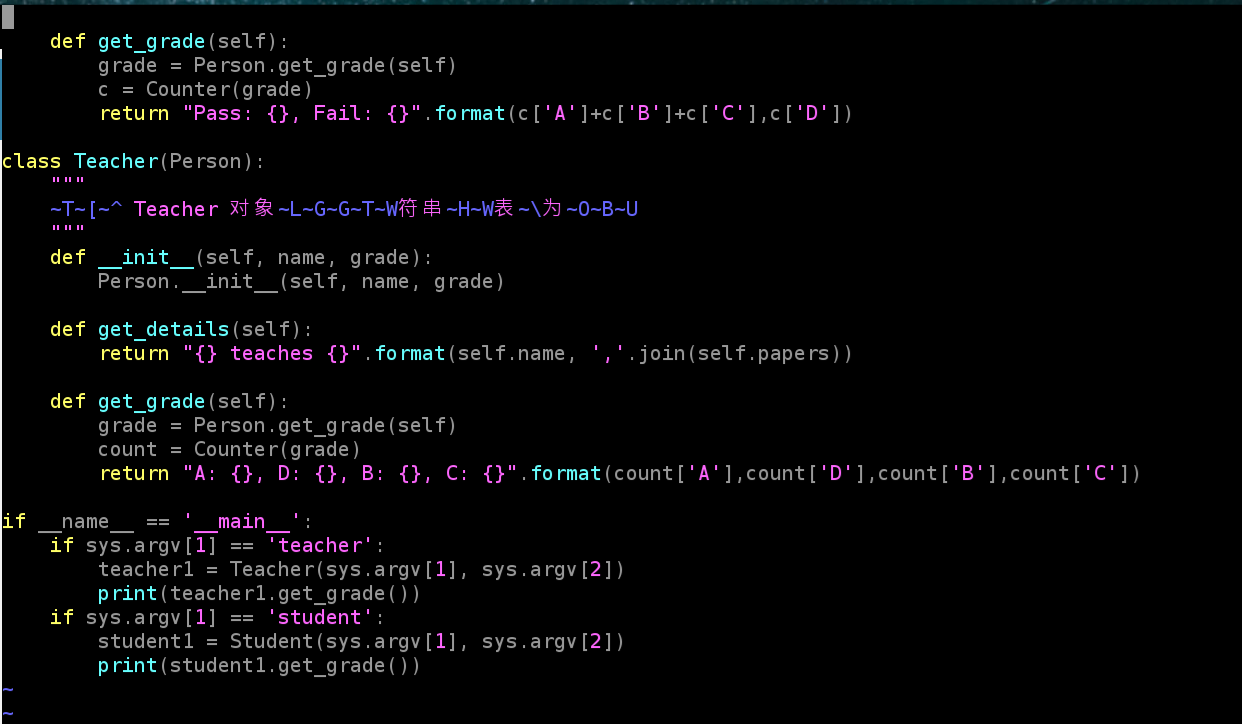 def get_grade(self):
grade = Person.get_grade(self)
c = Counter(grade)
return "Pass: {}, Fail: {}".format(c['A']+c['B']+c['C'],c['D'])
class Teacher(Person):
"""
~T~[~^ Teacher 对象~L~G~G~T~W符串~H~W表~\为~O~B~U
"""
def __init__(self, name, grade):
Person.__init__(self, name, grade)
def get_details(self):
return "{} teaches {}".format(self.name, ','.join(self.papers))
def get_grade(self):
grade = Person.get_grade(self)
count = Counter(grade)
return "A: {}, D: {}, B: {}, C: {}".format(count['A'],count['D'],count['B'],count['C'])
if __name__ == '__main__':
if sys.argv[1] == 'teacher':
teacher1 = Teacher(sys.argv[1], sys.argv[2])
print(teacher1.get_grade())
if sys.argv[1] == 'student':
student1 = Student(sys.argv[1], sys.argv[2])
print(student1.get_grade())
~
~